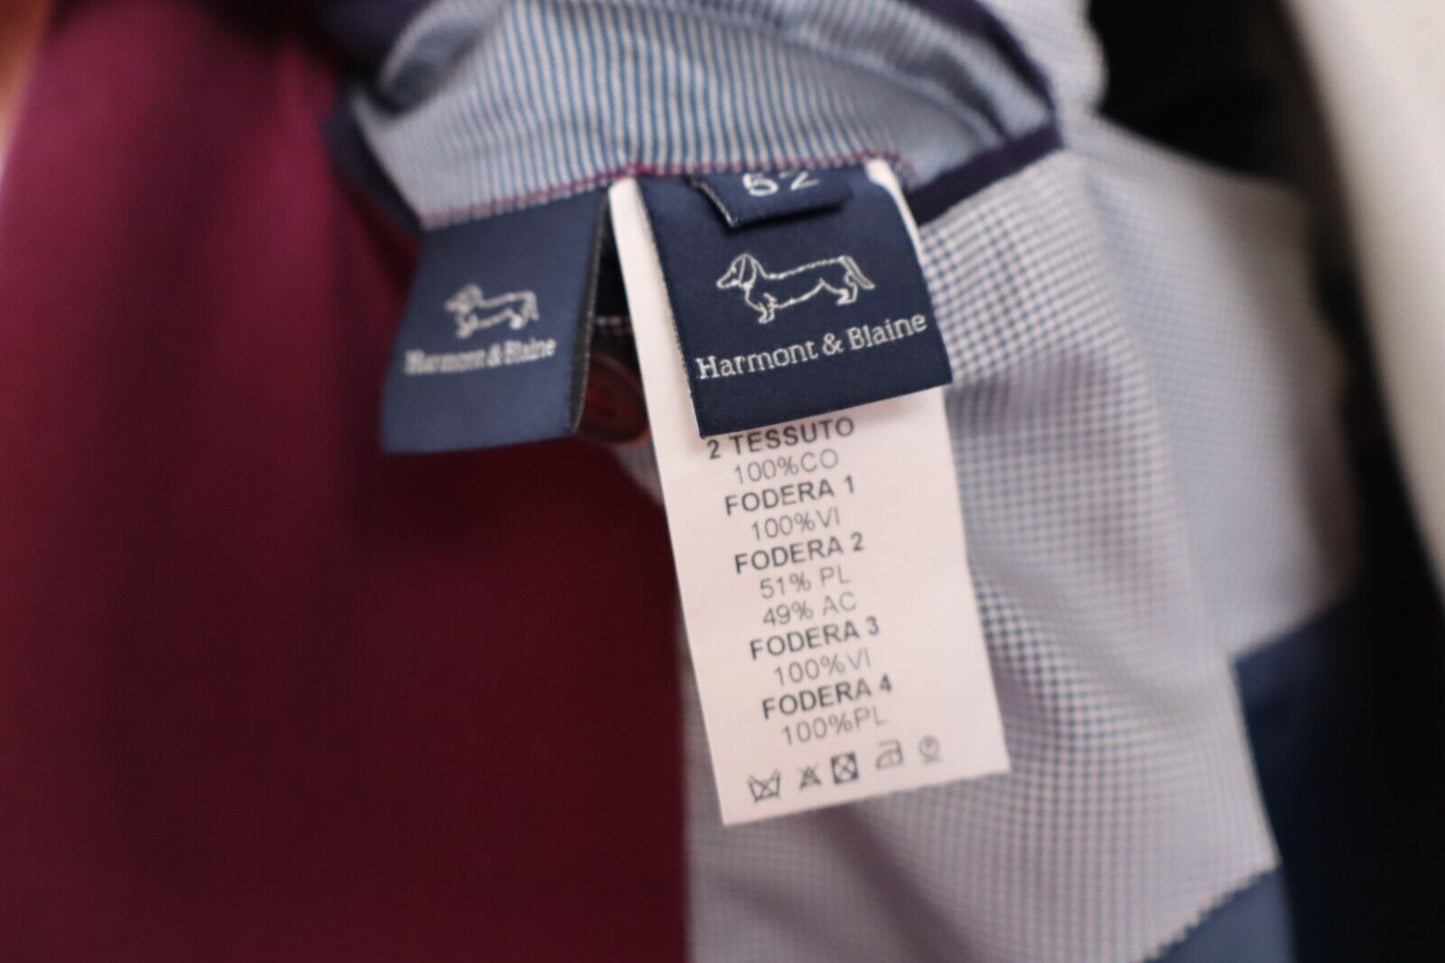 52
Harmont & Blaine
Harmont & Blaine
2 TESSUTO
100%CO
FODERA 1
100%VI
FODERA 2
51% PL
49% AC
FODERA 3
100%VI
FODERA 4
100%PL